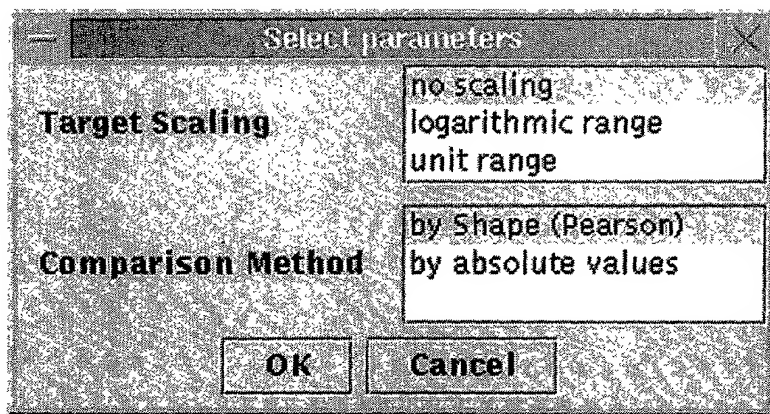 Select parameters
Target Scaling
no scaling
logarithmic range
unit range
Comparison Method
by Shape (Pearson)
by absolute values
OK Cancel